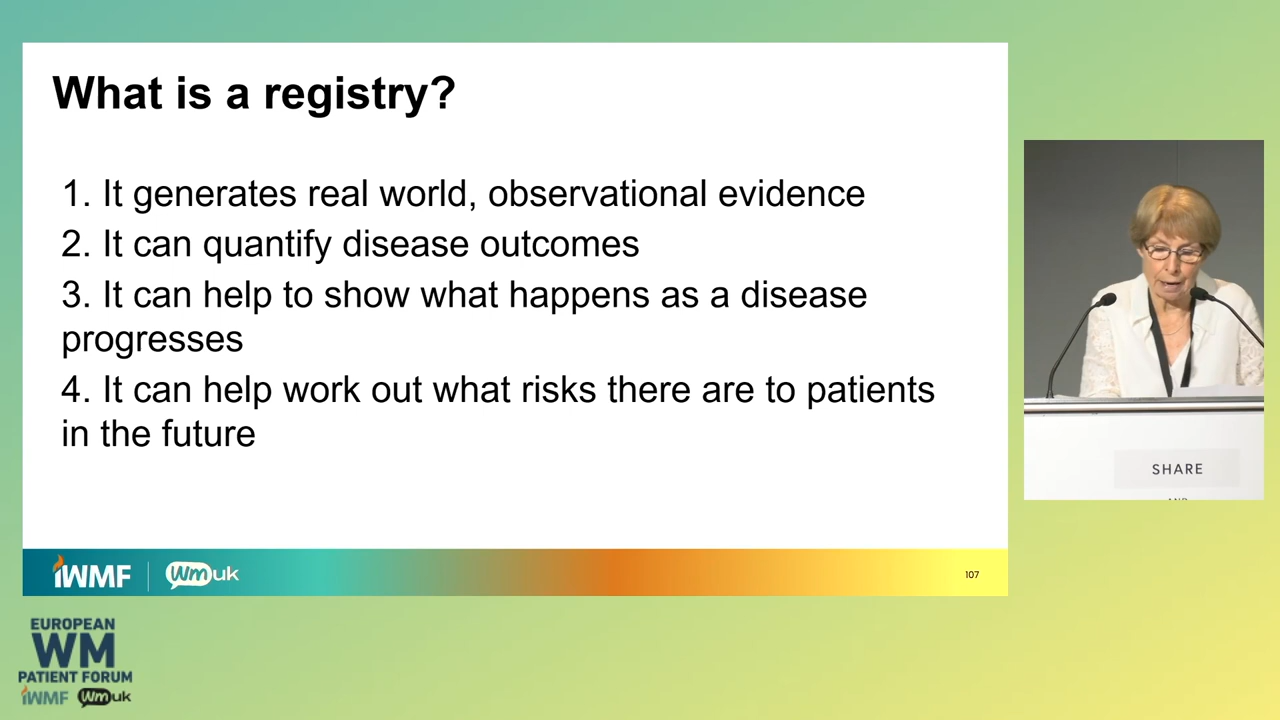 What is a registry?
1. It generates real world, observational evidence
2. It can quantify disease outcomes
3. It can help to show what happens as a disease
progresses
4. It can help work out what risks there are to patients
in the future
SHARE
AND
iWMF
Wmuk
107
EUROPEAN
WM
PATIENT FORUM
iWMF Wmuk